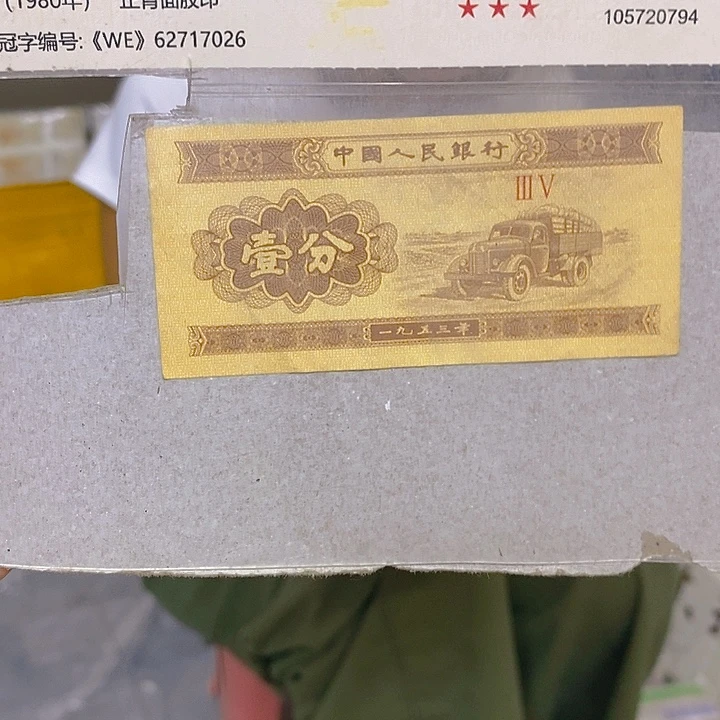 (1980年) 正背面胶印
冠字编号:《WE》62717026
★★★
105720794
中國人民銀行
ⅢⅤ
壹分
一九五三年